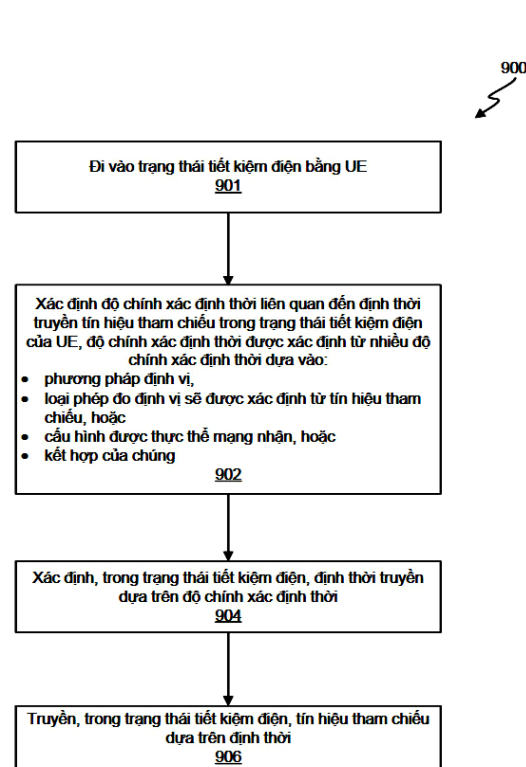 900
Đi vào trạng thái tiết kiệm điện bằng UE
901
Xác định độ chính xác định thời liên quan đến định thời
truyền tín hiệu tham chiếu trong trạng thái tiết kiệm điện
của UE, độ chính xác định thời được xác định từ nhiều độ
chính xác định thời dựa vào:
• phương pháp định vị,
• loại phép đo định vị sẽ được xác định từ tín hiệu tham
chiếu, hoặc
• cấu hình được thực thể mạng nhận, hoặc
• kết hợp của chúng
902
Xác định, trong trạng thái tiết kiệm điện, định thời truyền
dựa trên độ chính xác định thời
904
Truyền, trong trạng thái tiết kiệm điện, tín hiệu tham chiếu
dựa trên định thời
906